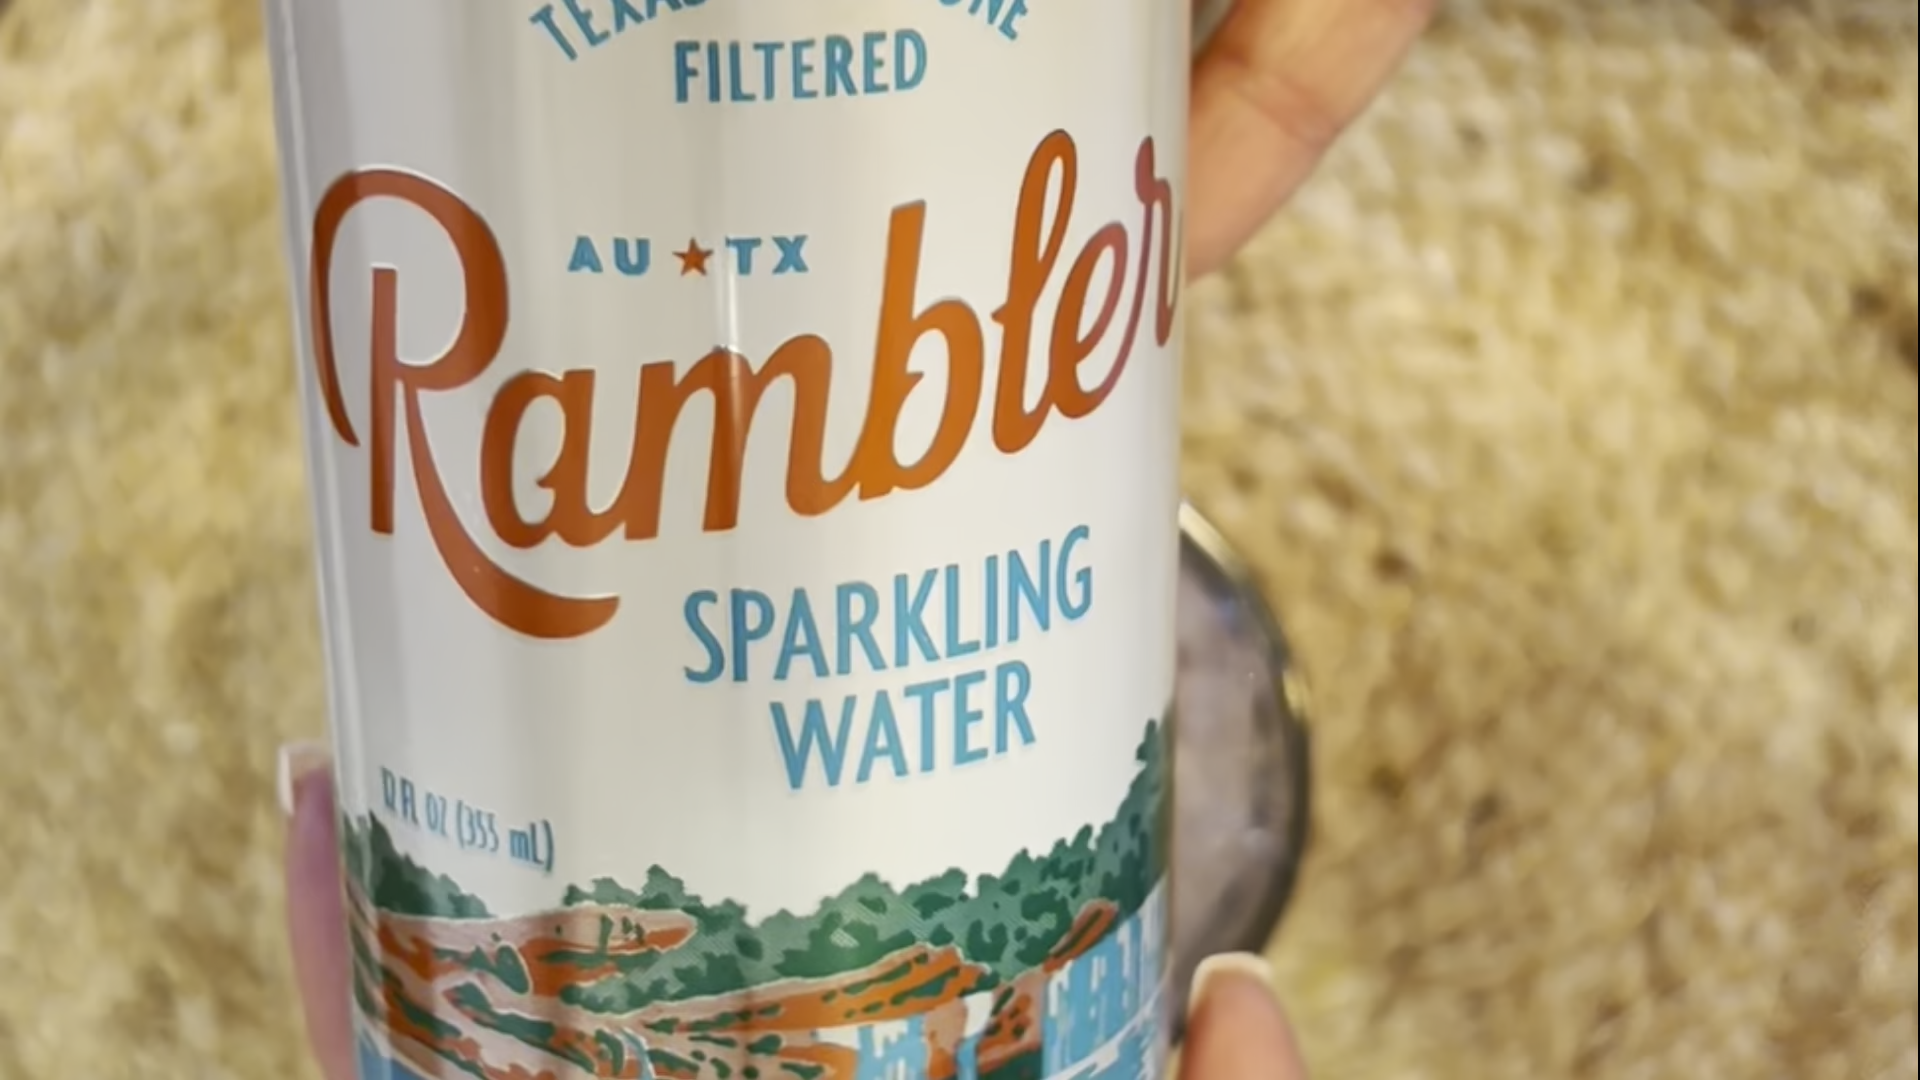 FILTERED
AU★TX
Rambler
SPARKLING
WATER
12 FL OZ (355 mL)